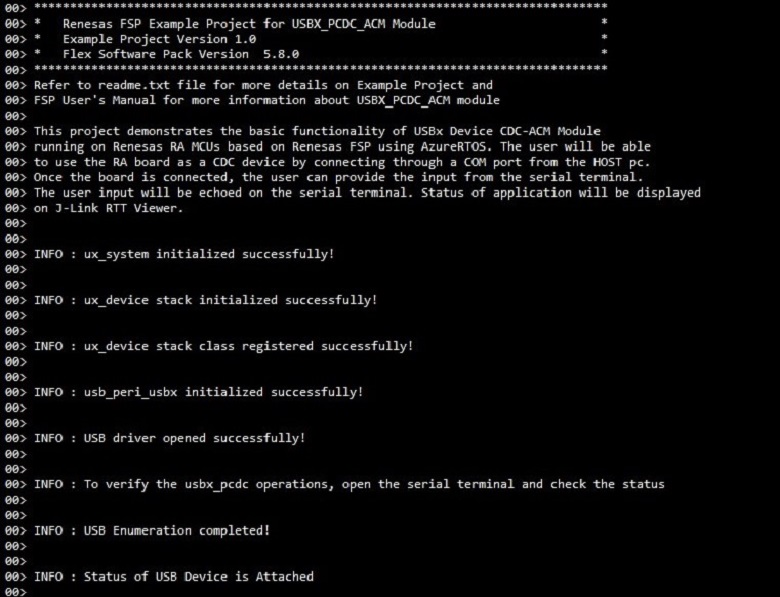 00> ********************************************************************************
00> *   Renesas FSP Example Project for USBX_PCDC_ACM Module                       *
00> *   Example Project Version 1.0                                                *
00> *   Flex Software Pack Version  5.8.0                                          *
00> ********************************************************************************
00> Refer to readme.txt file for more details on Example Project and
00> FSP User's Manual for more information about USBX_PCDC_ACM module
00>
00> This project demonstrates the basic functionality of USBx Device CDC-ACM Module
00> running on Renesas RA MCUs based on Renesas FSP using AzureRTOS. The user will be able
00> to use the RA board as a CDC device by connecting through a COM port from the HOST pc.
00> Once the board is connected, the user can provide the input from the serial terminal.
00> The user input will be echoed on the serial terminal. Status of application will be displayed
00> on J-Link RTT Viewer.
00>
00>
00> INFO : ux_system initialized successfully!
00>
00>
00> INFO : ux_device stack initialized successfully!
00>
00>
00> INFO : ux_device stack class registered successfully!
00>
00>
00> INFO : usb_peri_usbx initialized successfully!
00>
00>
00> INFO : USB driver opened successfully!
00>
00>
00> INFO : To verify the usbx_pcdc operations, open the serial terminal and check the status
00>
00>
00> INFO : USB Enumeration completed!
00>
00>
00> INFO : Status of USB Device is Attached
00>